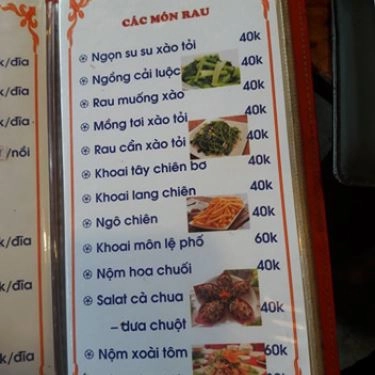 CÁC MÓN RAU
Ngọn su su xào tỏi 40k
Ngồng cải luộc 40k
Rau muống xào 40k
Mồng tơi xào tỏi 40k
Rau cần xào tỏi 40k
Khoai tây chiên bơ 40k
Khoai lang chiên 40k
Ngô chiên 40k
Khoai môn lệ phố 60k
Nộm hoa chuối 40k
Salat cà chua 40k
– dưa chuột
Nộm xoài tôm 60k
k/đĩa
k/đĩa
k/đĩa
/nồi
k/đĩa
k/đĩa
k/đĩa